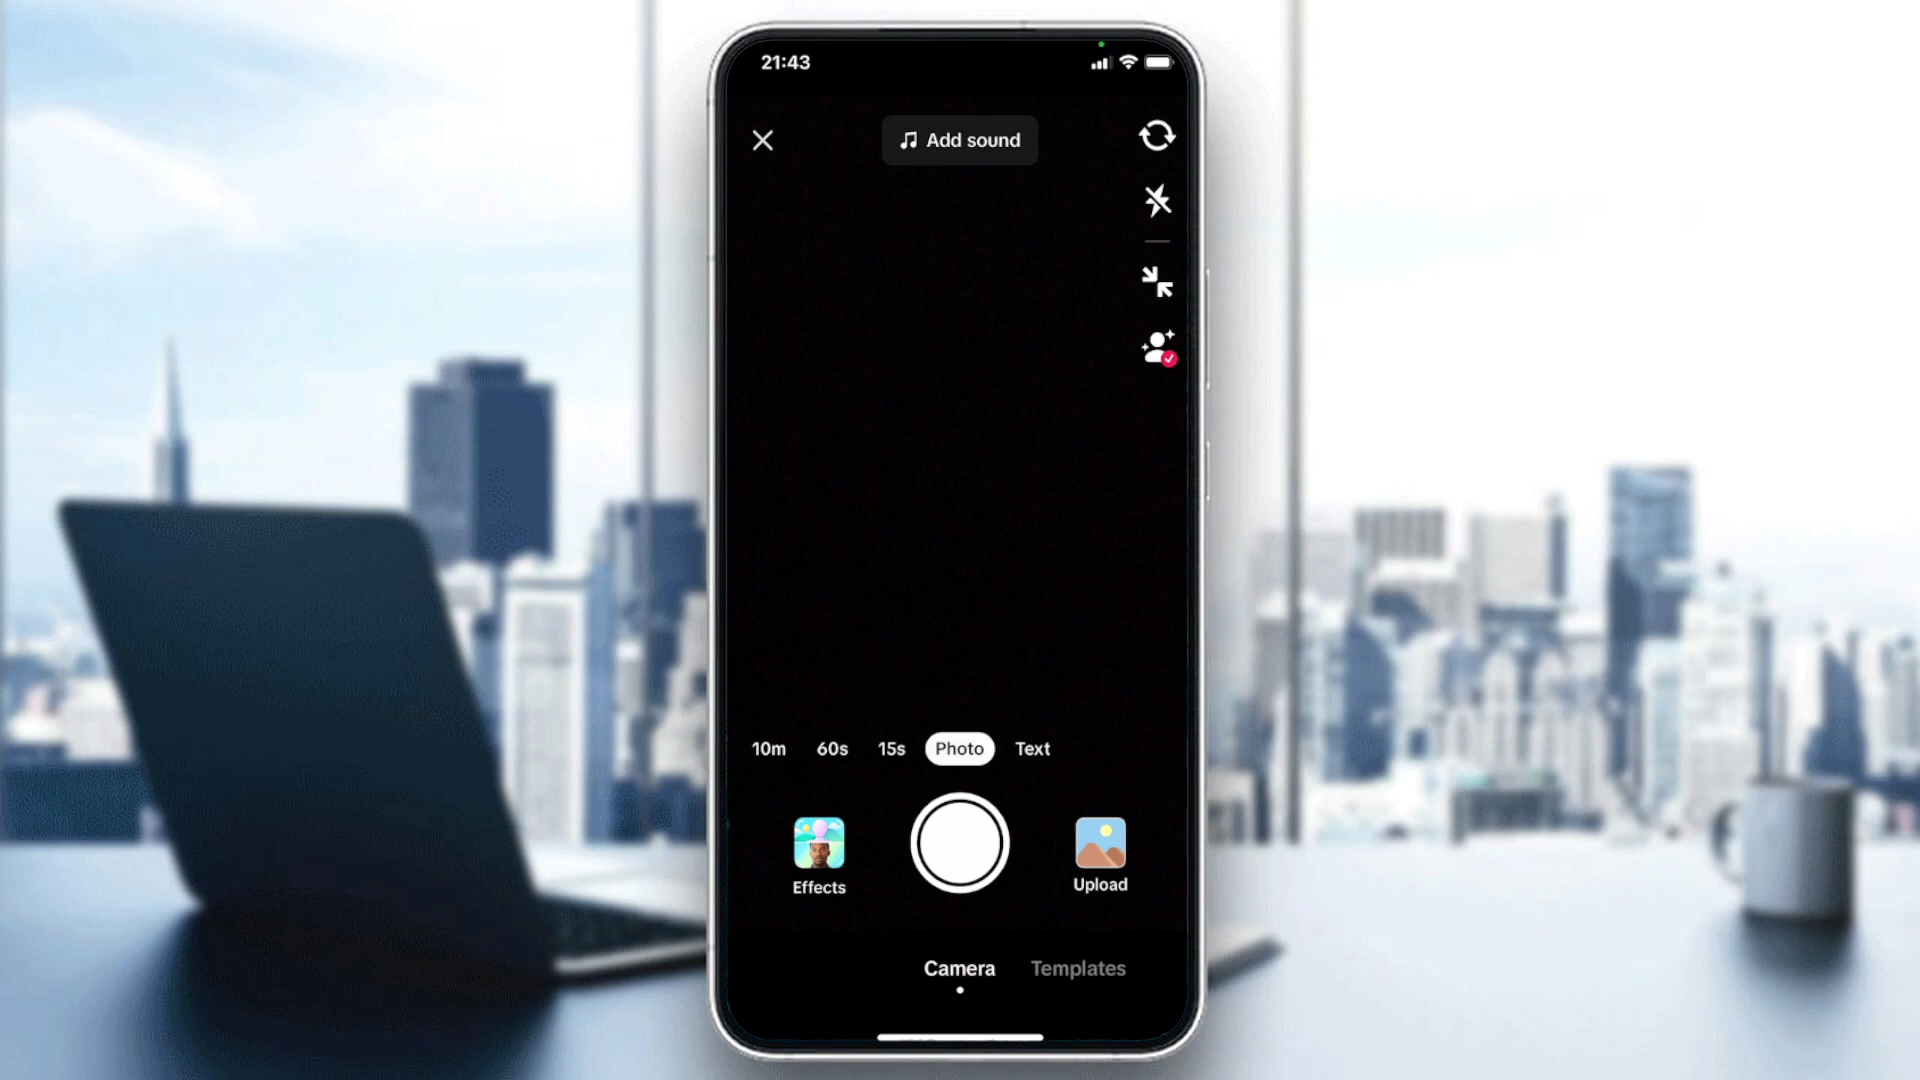 21:43
Add sound
10m 60s 15s Photo Text
Effects
Upload
Camera Templates